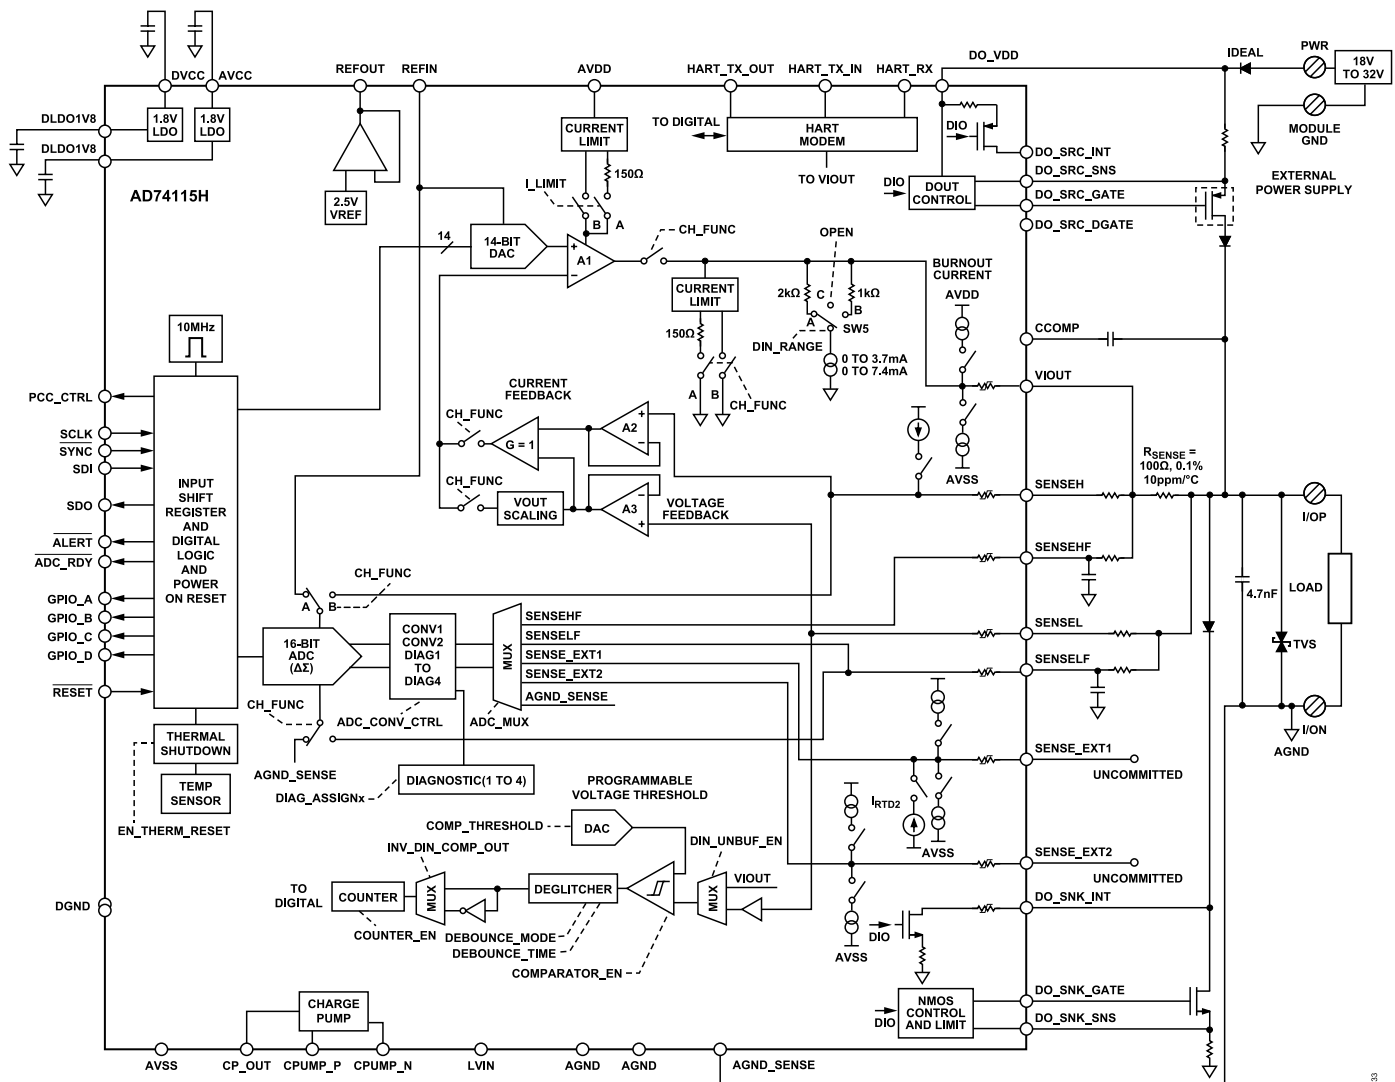 IDEAL
PWR
18V
TO 32V
MODULE
GND
EXTERNAL
POWER SUPPLY
DVCC
AVCC
REFOUT
REFIN
AVDD
HART_TX_OUT
HART_TX_IN
HART_RX
DO_VDD
DLDO1V8
DLDO1V8
1.8V
LDO
1.8V
LDO
AD74115H
2.5V
VREF
CURRENT
LIMIT
150Ω
I_LIMIT
B
A
TO DIGITAL
HART
MODEM
TO VIOUT
DIO
DIO
DOUT
CONTROL
DO_SRC_INT
DO_SRC_SNS
DO_SRC_GATE
DO_SRC_DGATE
14
14-BIT
DAC
+
A1
–
CH_FUNC
OPEN
BURNOUT
CURRENT
AVDD
CURRENT
LIMIT
150Ω
A
B
CH_FUNC
2kΩ
C
1kΩ
A
B
SW5
DIN_RANGE
0 TO 3.7mA
0 TO 7.4mA
AVSS
CCOMP
VIOUT
10MHz
PCC_CTRL
SCLK
SYNC
SDI
SDO
ALERT
ADC_RDY
GPIO_A
GPIO_B
GPIO_C
GPIO_D
RESET
INPUT
SHIFT
REGISTER
AND
DIGITAL
LOGIC
AND
POWER
ON RESET
CURRENT
FEEDBACK
CH_FUNC
G = 1
A2
+
–
CH_FUNC
VOUT
SCALING
A3
–
+
VOLTAGE
FEEDBACK
RSENSE =
100Ω, 0.1%
10ppm/°C
SENSEH
SENSEHF
SENSEL
SENSELF
I/OP
4.7nF
LOAD
TVS
I/ON
AGND
A
B
CH_FUNC
16-BIT
ADC
(ΔΣ)
CONV1
CONV2
DIAG1
TO
DIAG4
MUX
SENSEHF
SENSELF
SENSE_EXT1
SENSE_EXT2
AGND_SENSE
CH_FUNC
ADC_CONV_CTRL
ADC_MUX
AGND_SENSE
THERMAL
SHUTDOWN
TEMP
SENSOR
EN_THERM_RESET
DIAGNOSTIC(1 TO 4)
DIAG_ASSIGNx
PROGRAMMABLE
VOLTAGE THRESHOLD
COMP_THRESHOLD
DAC
INV_DIN_COMP_OUT
DIN_UNBUF_EN
VIOUT
MUX
TO
DIGITAL
COUNTER
MUX
DEGLITCHER
COUNTER_EN
DEBOUNCE_MODE
DEBOUNCE_TIME
COMPARATOR_EN
IRTD2
AVSS
SENSE_EXT1
UNCOMMITTED
SENSE_EXT2
UNCOMMITTED
AVSS
DIO
DO_SNK_INT
DIO
NMOS
CONTROL
AND LIMIT
DO_SNK_GATE
DO_SNK_SNS
DGND
CHARGE
PUMP
AVSS
CP_OUT
CPUMP_P
CPUMP_N
LVIN
AGND
AGND
AGND_SENSE
33